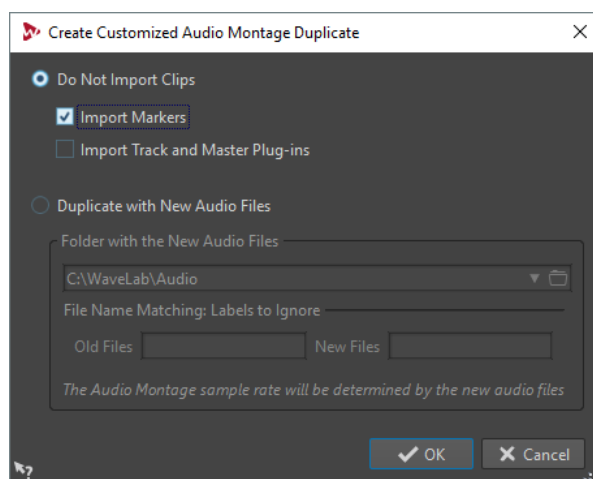 Create Customized Audio Montage Duplicate
Do Not Import Clips
Import Markers
Import Track and Master Plug-ins
Duplicate with New Audio Files
Folder with the New Audio Files
C:\WaveLab\Audio
File Name Matching: Labels to Ignore
Old Files New Files
The Audio Montage sample rate will be determined by the new audio files
OK Cancel